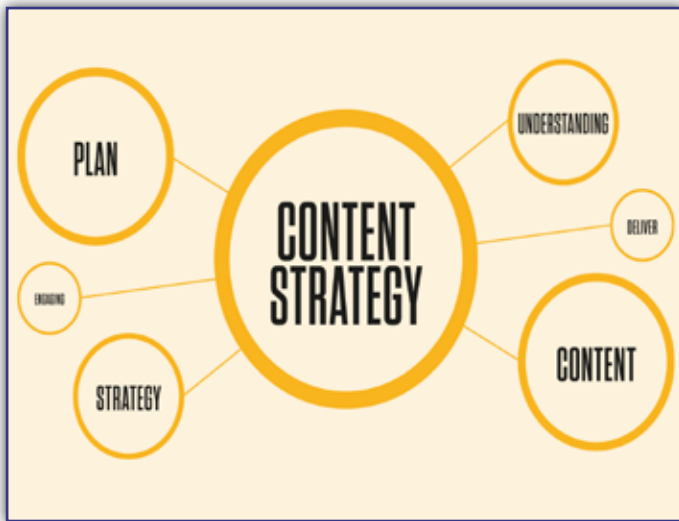 PLAN
UNDERSTANDING
CONTENT
STRATEGY
DELIVER
ENGAGING
STRATEGY
CONTENT